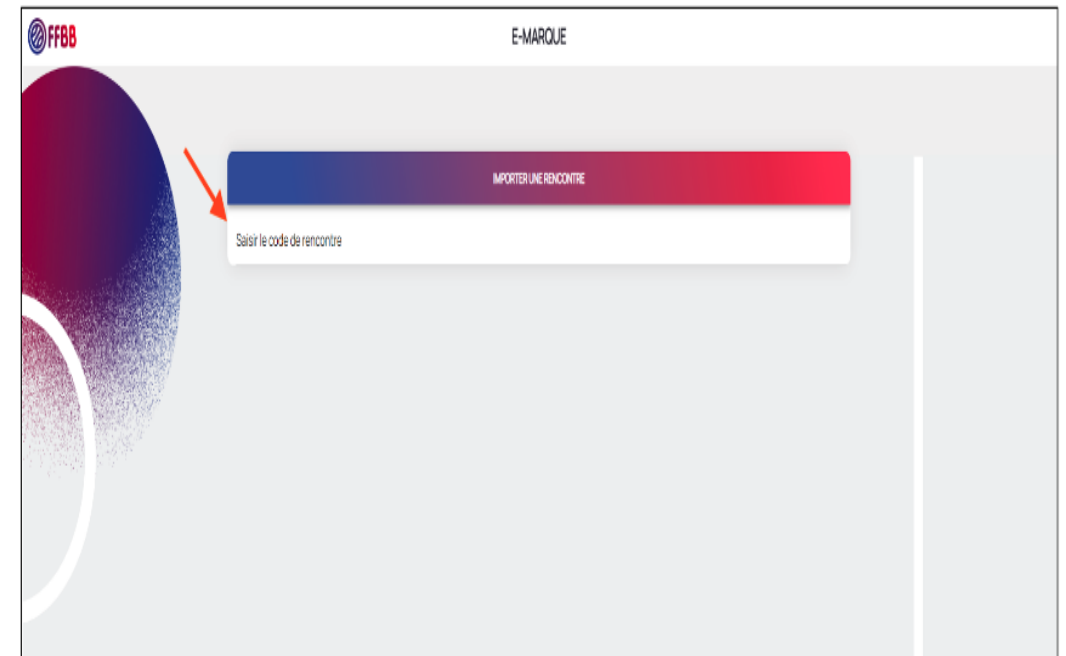 FFBB
E-MARQUE
IMPORTER UNE RENCONTRE
Saisir le code de rencontre